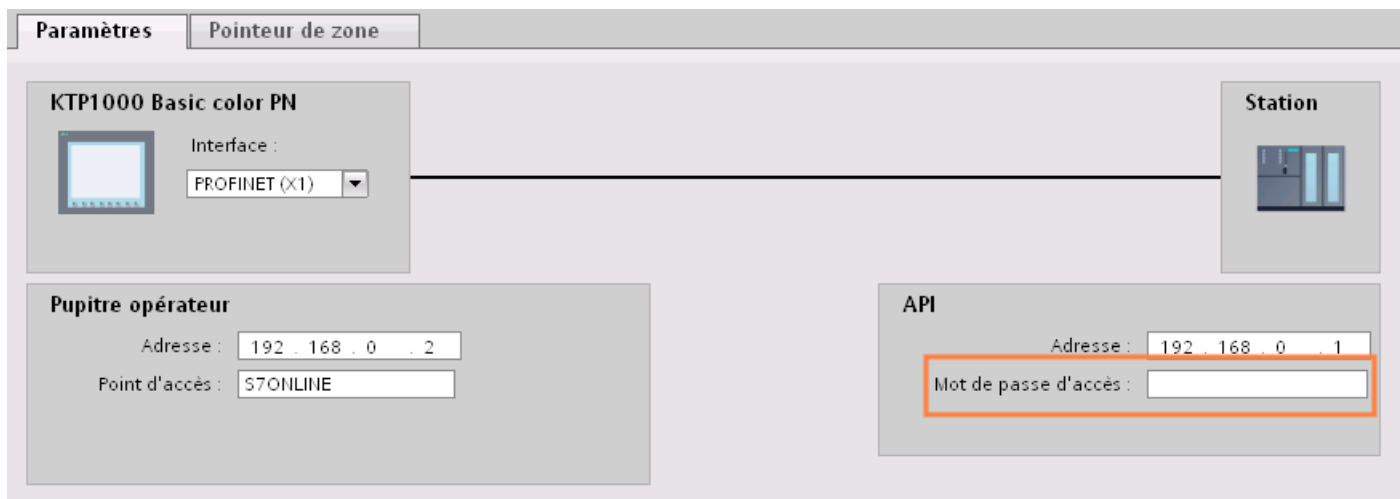 Paramètres
Pointeur de zone
KTP1000 Basic color PN
Interface :
PROFINET (X1)
Station
Pupitre opérateur
Adresse : 192 . 168 . 0 . 2
Point d'accès : S7ONLINE
API
Adresse : 192 . 168 . 0 . 1
Mot de passe d'accès :